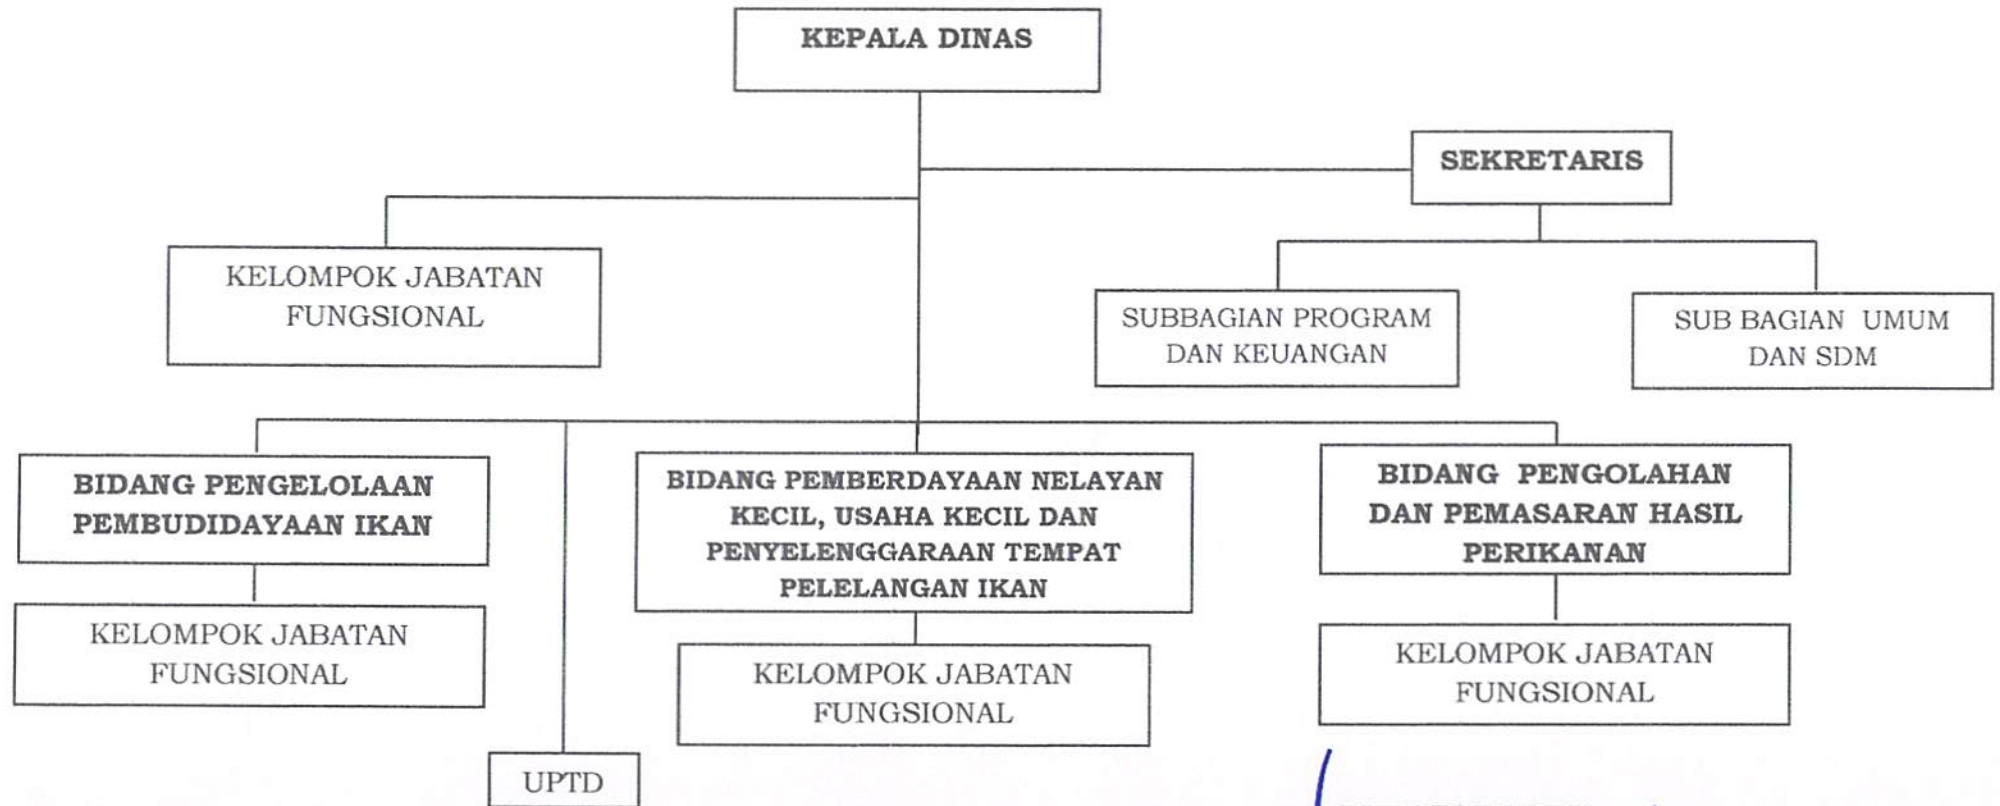 KEPALA DINAS
SEKRETARIS
KELOMPOK JABATAN
FUNGSIONAL
SUBBAGIAN PROGRAM
DAN KEUANGAN
SUB BAGIAN  UMUM
DAN SDM
BIDANG PENGELOLAAN
PEMBUDIDAYAAN IKAN
BIDANG PEMBERDAYAAN NELAYAN
KECIL, USAHA KECIL DAN
PENYELENGGARAAN TEMPAT
PELELANGAN IKAN
BIDANG  PENGOLAHAN
DAN PEMASARAN HASIL
PERIKANAN
KELOMPOK JABATAN
FUNGSIONAL
KELOMPOK JABATAN
FUNGSIONAL
KELOMPOK JABATAN
FUNGSIONAL
UPTD